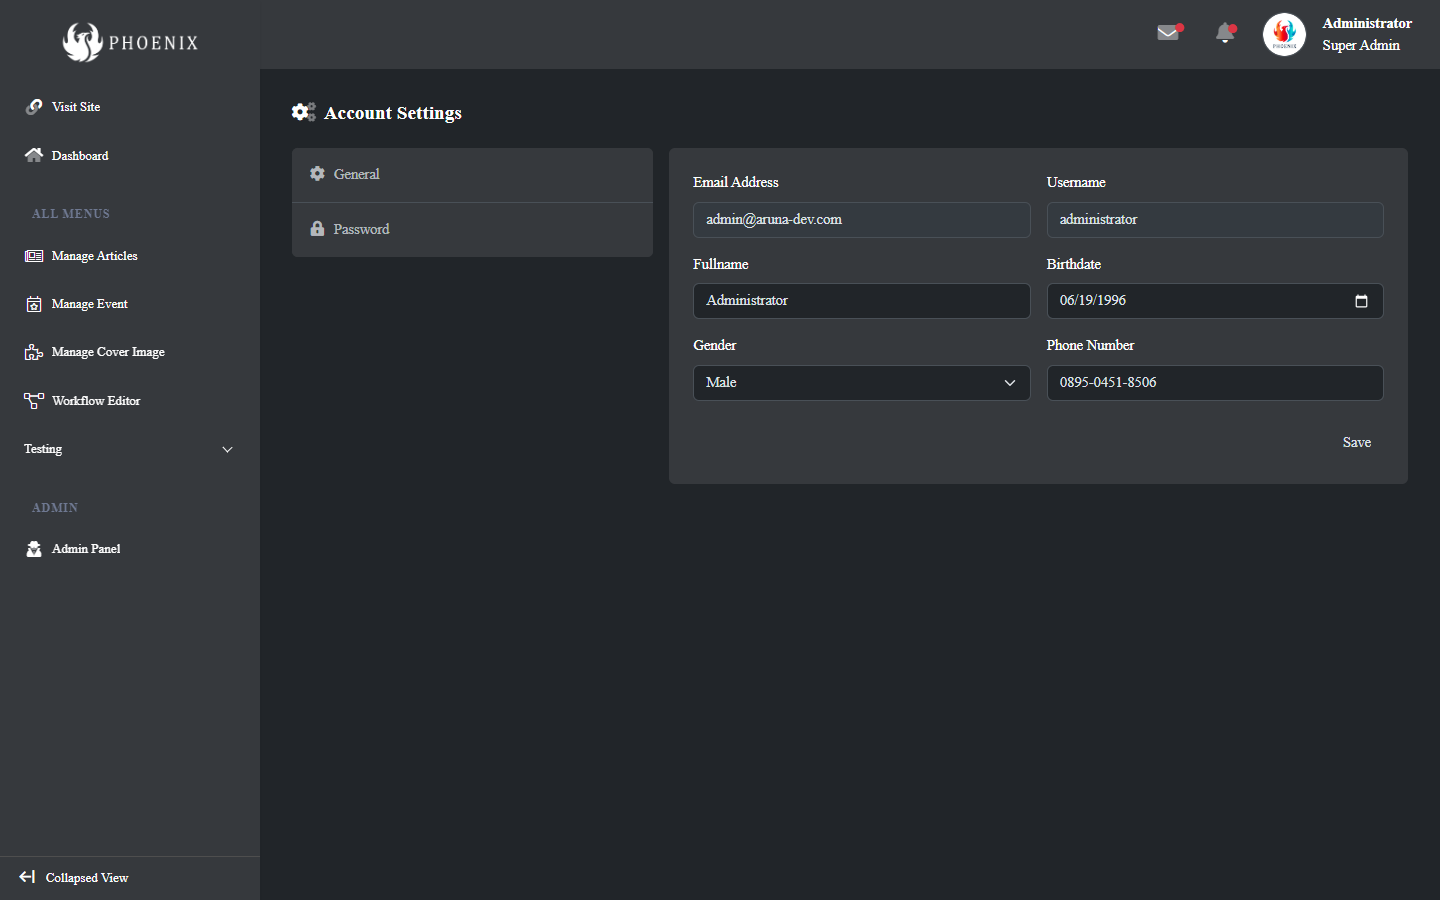 PHOENIX
Administrator
Super Admin
Visit Site
Dashboard
ALL MENUS
Manage Articles
Manage Event
Manage Cover Image
Workflow Editor
Testing
ADMIN
Admin Panel
Collapsed View
Account Settings
General
Password
Email Address
admin@aruna-dev.com
Username
administrator
Fullname
Administrator
Birthdate
06/19/1996
Gender
Male
Phone Number
0895-0451-8506
Save
PHOENIX